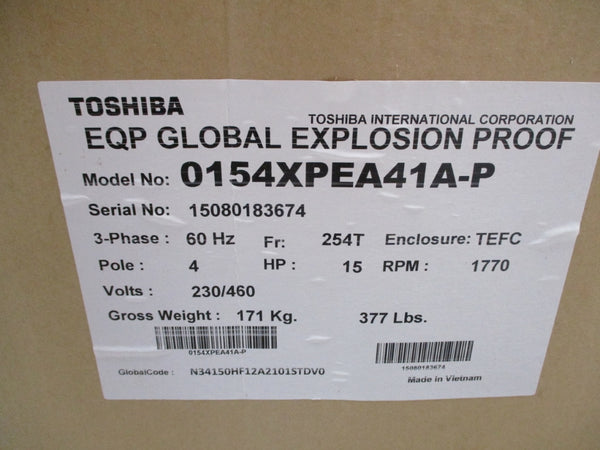 TOSHIBA
TOSHIBA INTERNATIONAL CORPORATION
EQP GLOBAL EXPLOSION PROOF
Model No: 0154XPEA41A-P
Serial No: 15080183674
3-Phase : 60 Hz Fr: 254T Enclosure: TEFC
Pole : 4 HP : 15 RPM : 1770
Volts : 230/460
Gross Weight : 171 Kg. 377 Lbs.
0154XPEA41A-P
15080183674
GlobalCode : N34150HF12A2101STDV0
Made in Vietnam